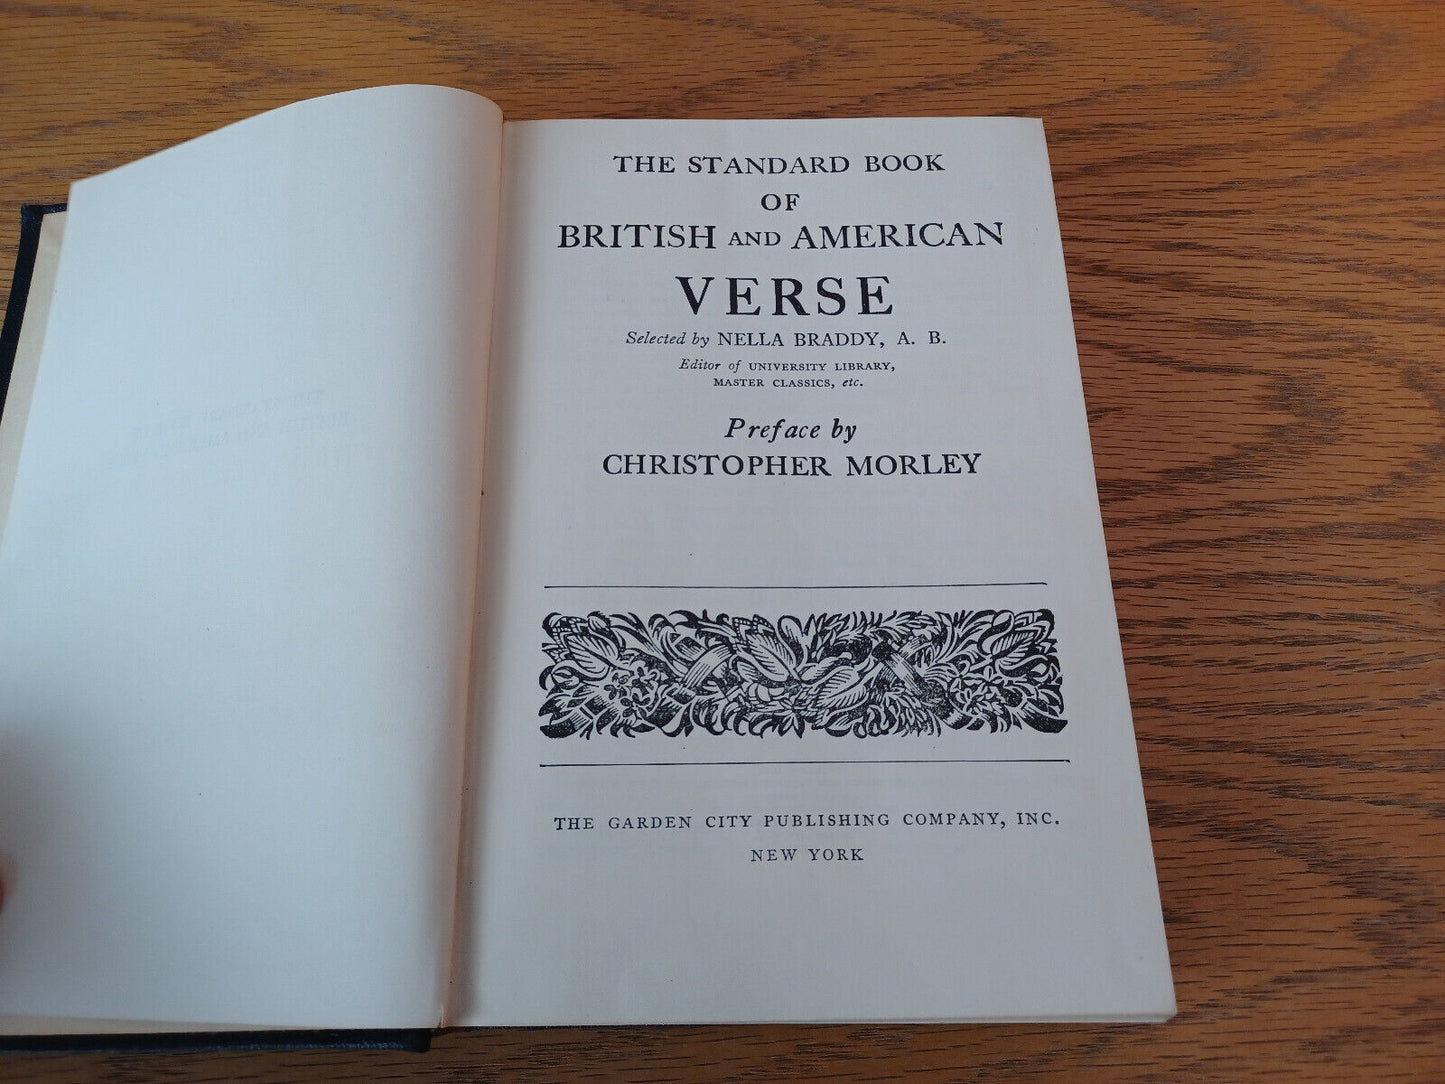 THE STANDARD BOOK
OF
BRITISH AND AMERICAN
VERSE
Selected by NELLA BRADDY, A. B.
Editor of UNIVERSITY LIBRARY,
MASTER CLASSICS, etc.
Preface by
CHRISTOPHER MORLEY
THE GARDEN CITY PUBLISHING COMPANY, INC.
NEW YORK